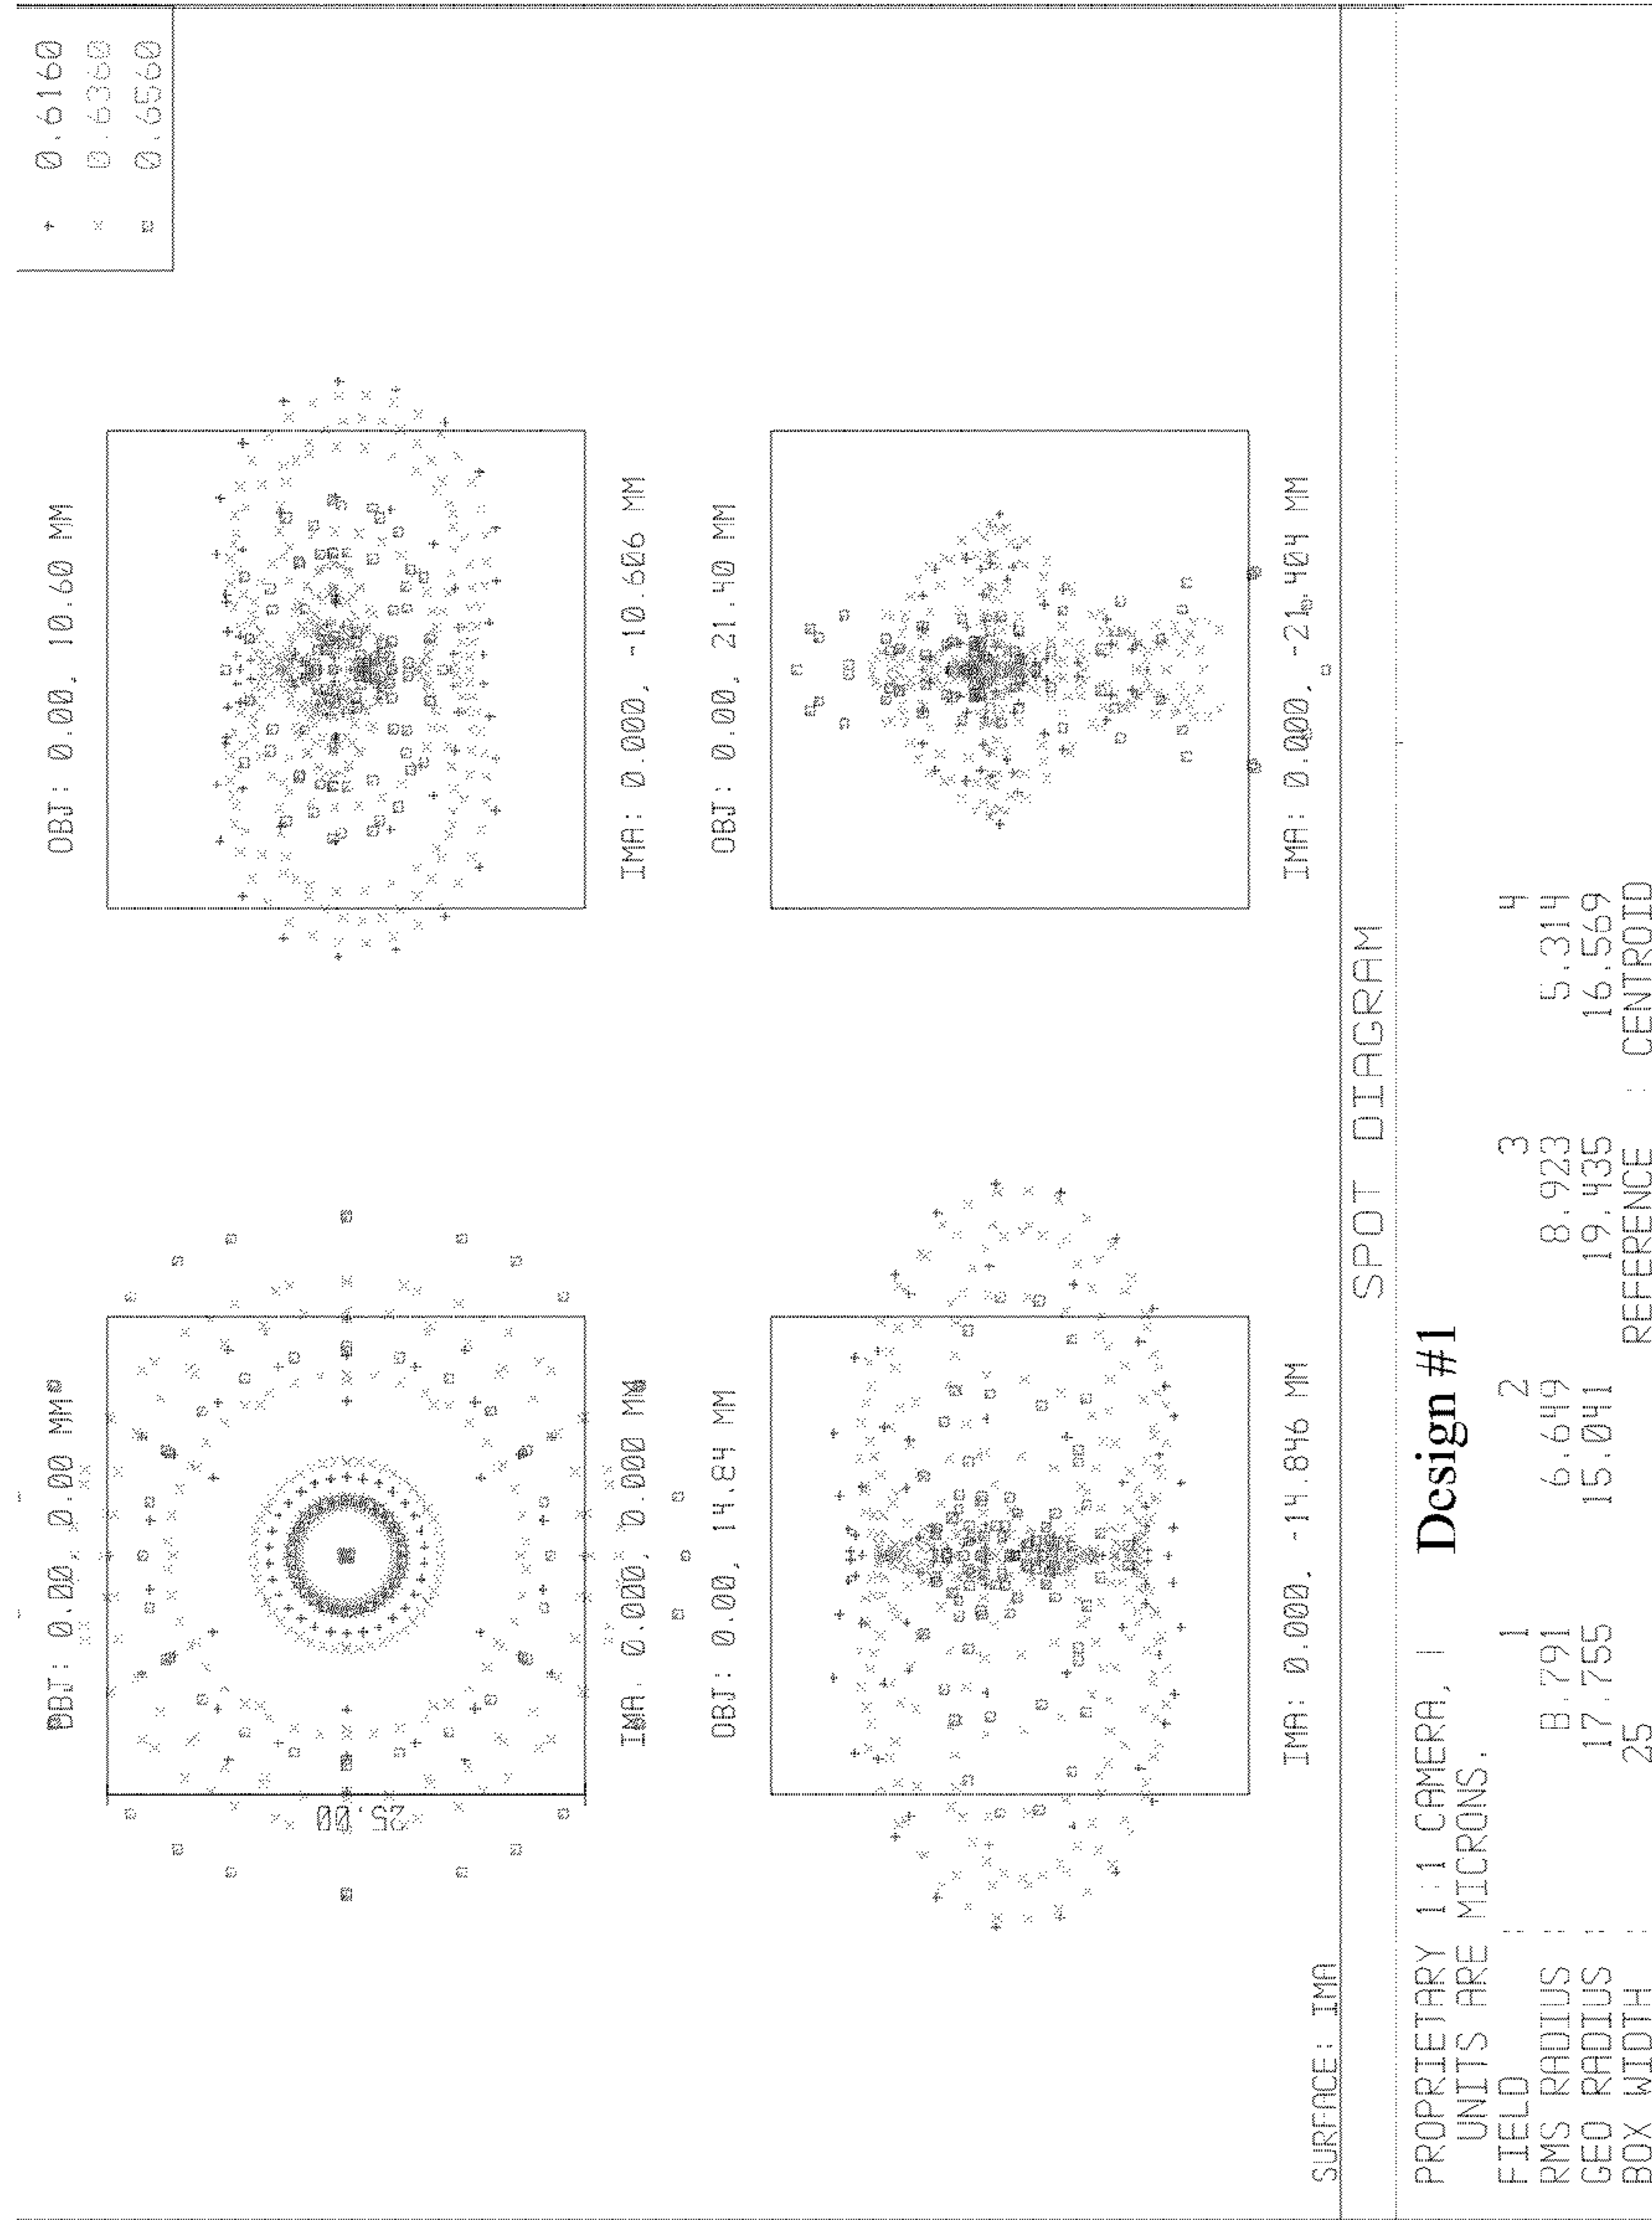 + 0.6160
× 0.6360
0.6560
OBJ: 0.00, 0.00 MM
25.00
IMA: 0.000, 0.000 MM
OBJ: 0.00, 10.60 MM
IMA: 0.000, -10.606 MM
OBJ: 0.00, 14.84 MM
IMA: 0.000, -14.846 MM
OBJ: 0.00, 21.40 MM
IMA: 0.000, -21.404 MM
SURFACE: IMA
SPOT DIAGRAM
PROPRIETARY 1:1 CAMERA,
Design #1
UNITS ARE MICRONS.
FIELD : 1 2 3 4
RMS RADIUS : 8.791 6.649 8.923 5.314
GEO RADIUS : 17.755 15.041 19.435 16.569
BOX WIDTH : 25 REFERENCE : CENTROID